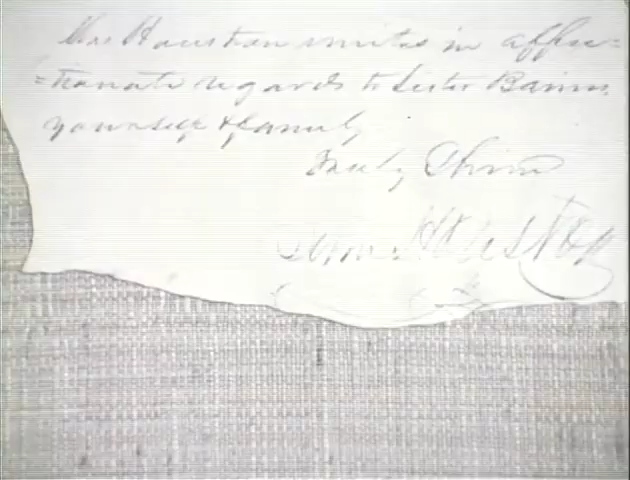 Mrs Houston unites in affec=
=tionate regards to Sister Baines,
yourself & family
Truly Thine
Sam Houston